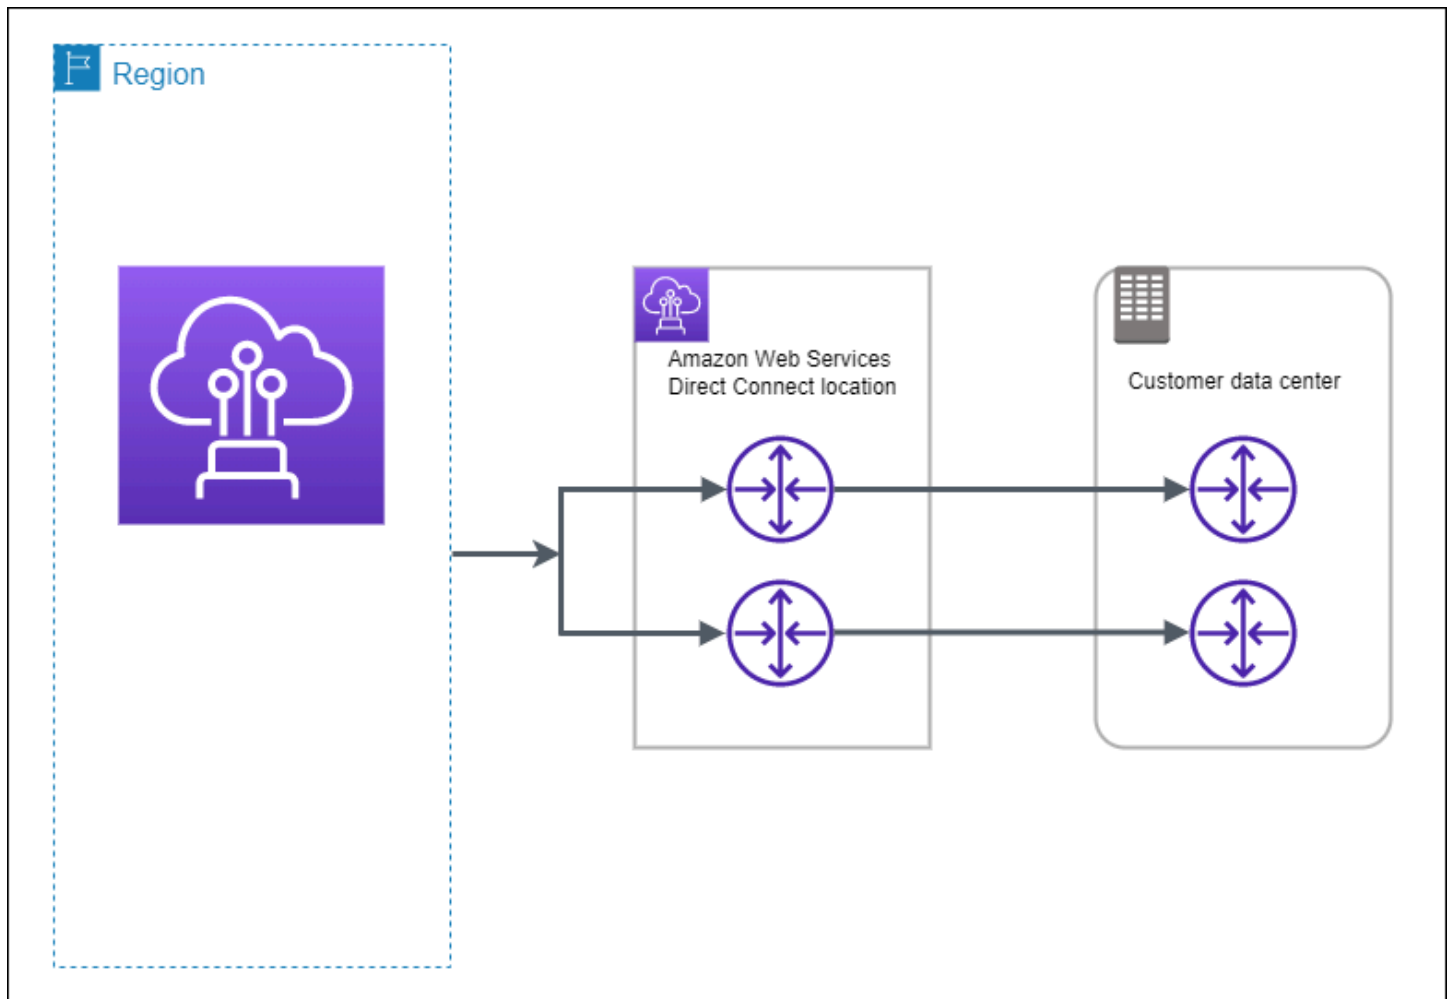 Region
Amazon Web Services
Direct Connect location
Customer data center